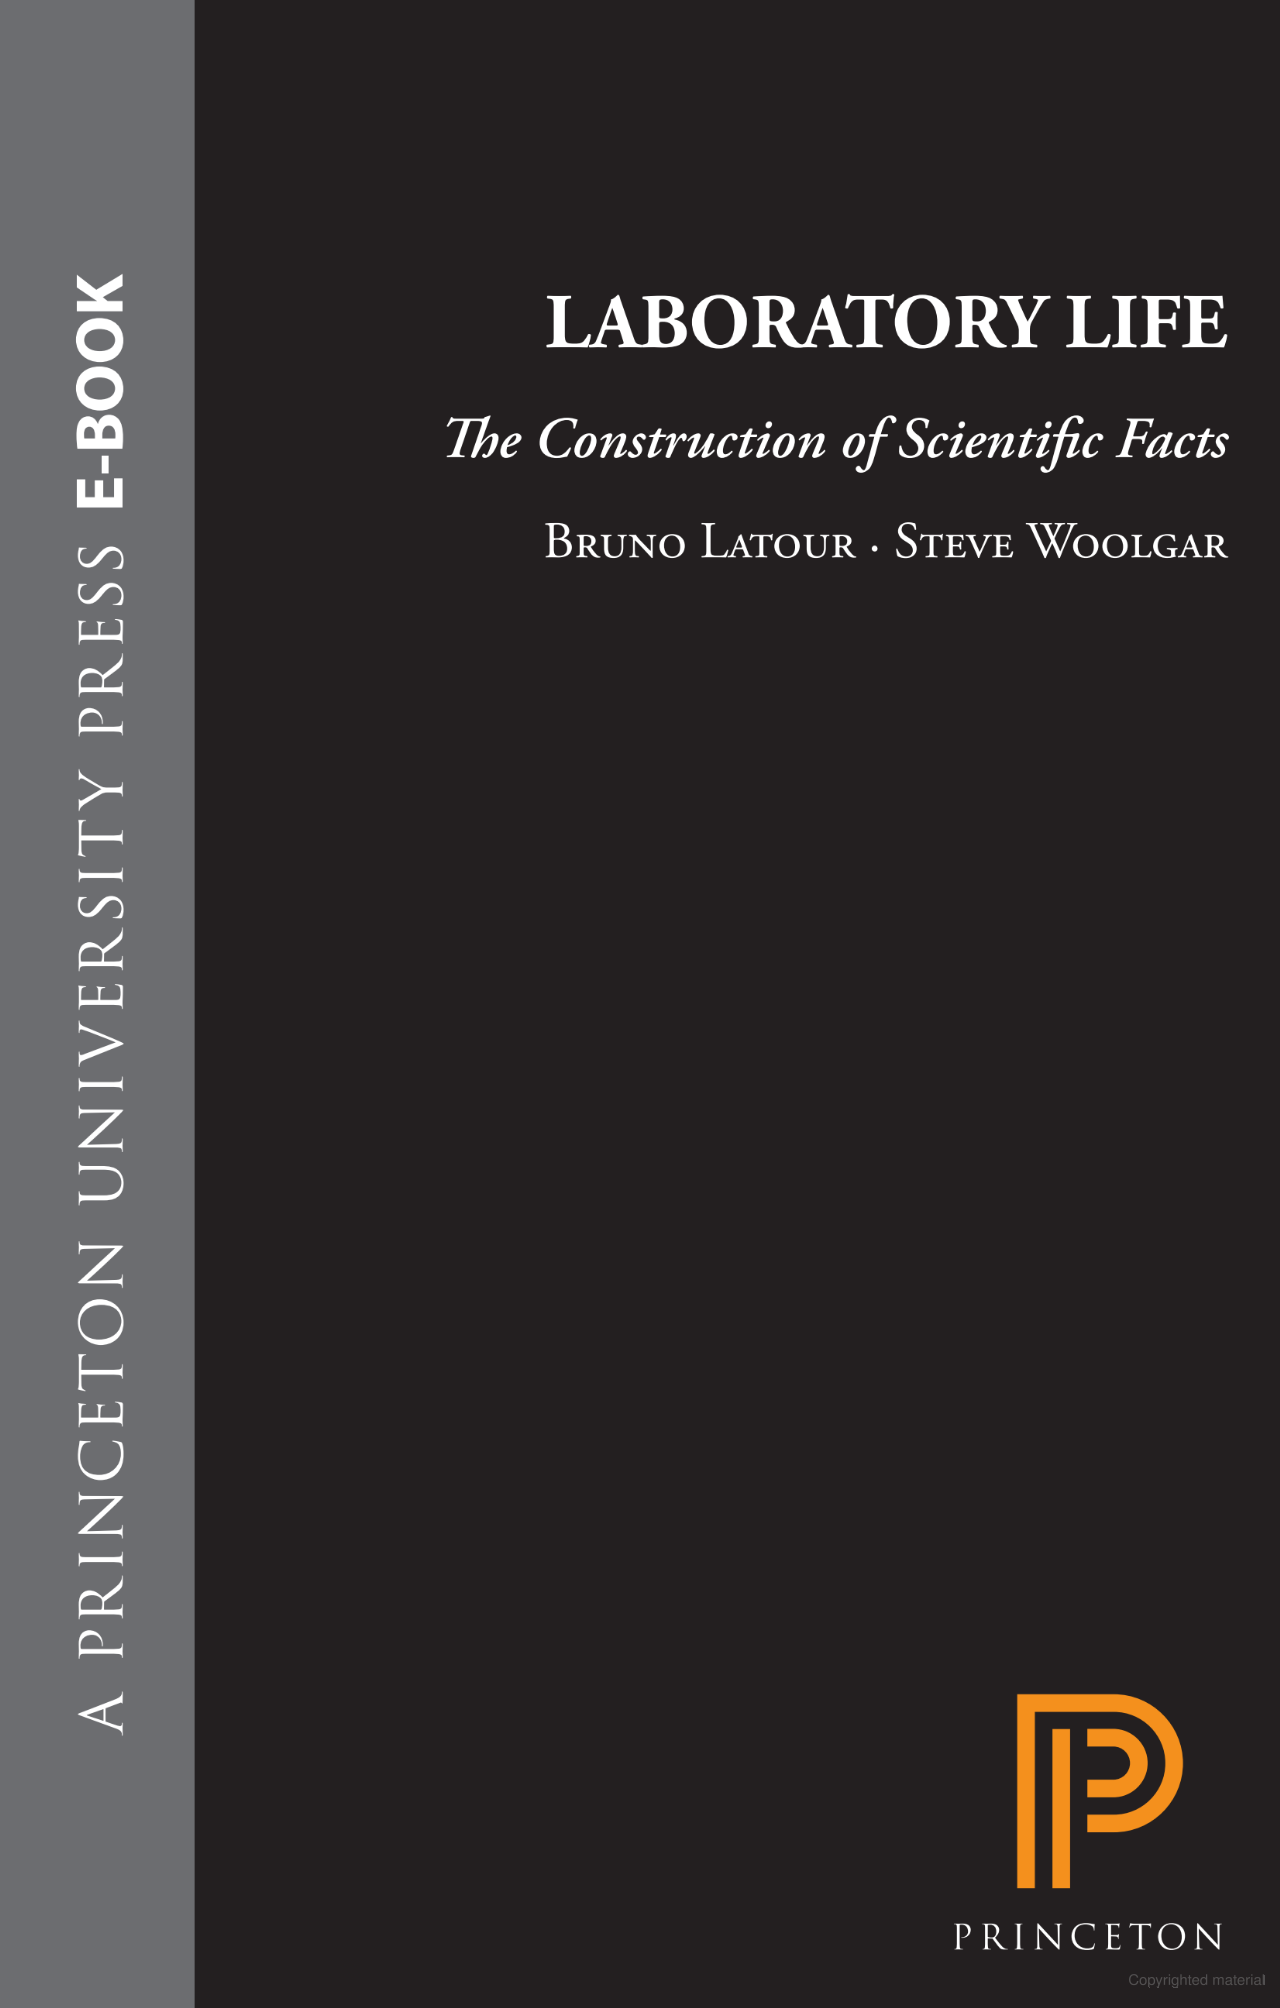 A PRINCETON UNIVERSITY PRESS E-BOOK
LABORATORY LIFE
The Construction of Scientific Facts
BRUNO LATOUR · STEVE WOOLGAR
PRINCETON
Copyrighted material